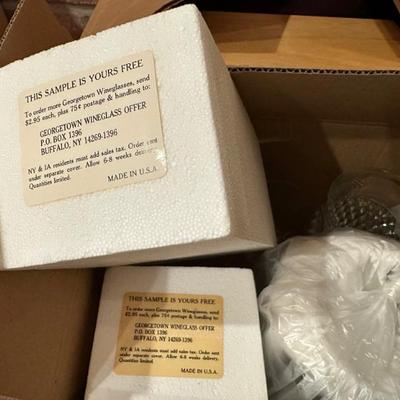 THIS SAMPLE IS YOURS FREE
To order more Georgetown Wineglasses, send
$2.95 each, plus 75¢ postage & handling to:
GEORGETOWN WINEGLASS OFFER
P.O. BOX 1396
BUFFALO, NY 14269-1396
NY & IA residents must add sales tax. Order sent
under separate cover. Allow 6-8 weeks delivery.
Quantities limited.
MADE IN U.S.A.
THIS SAMPLE IS YOURS FREE
To order more Georgetown Wineglasses, send
$2.95 each, plus 75¢ postage & handling to:
GEORGETOWN WINEGLASS OFFER
P.O. BOX 1396
BUFFALO, NY 14269-1396
NY & IA residents must add sales tax. Order sent
under separate cover. Allow 6-8 weeks delivery.
Quantities limited.
MADE IN U.S.A.